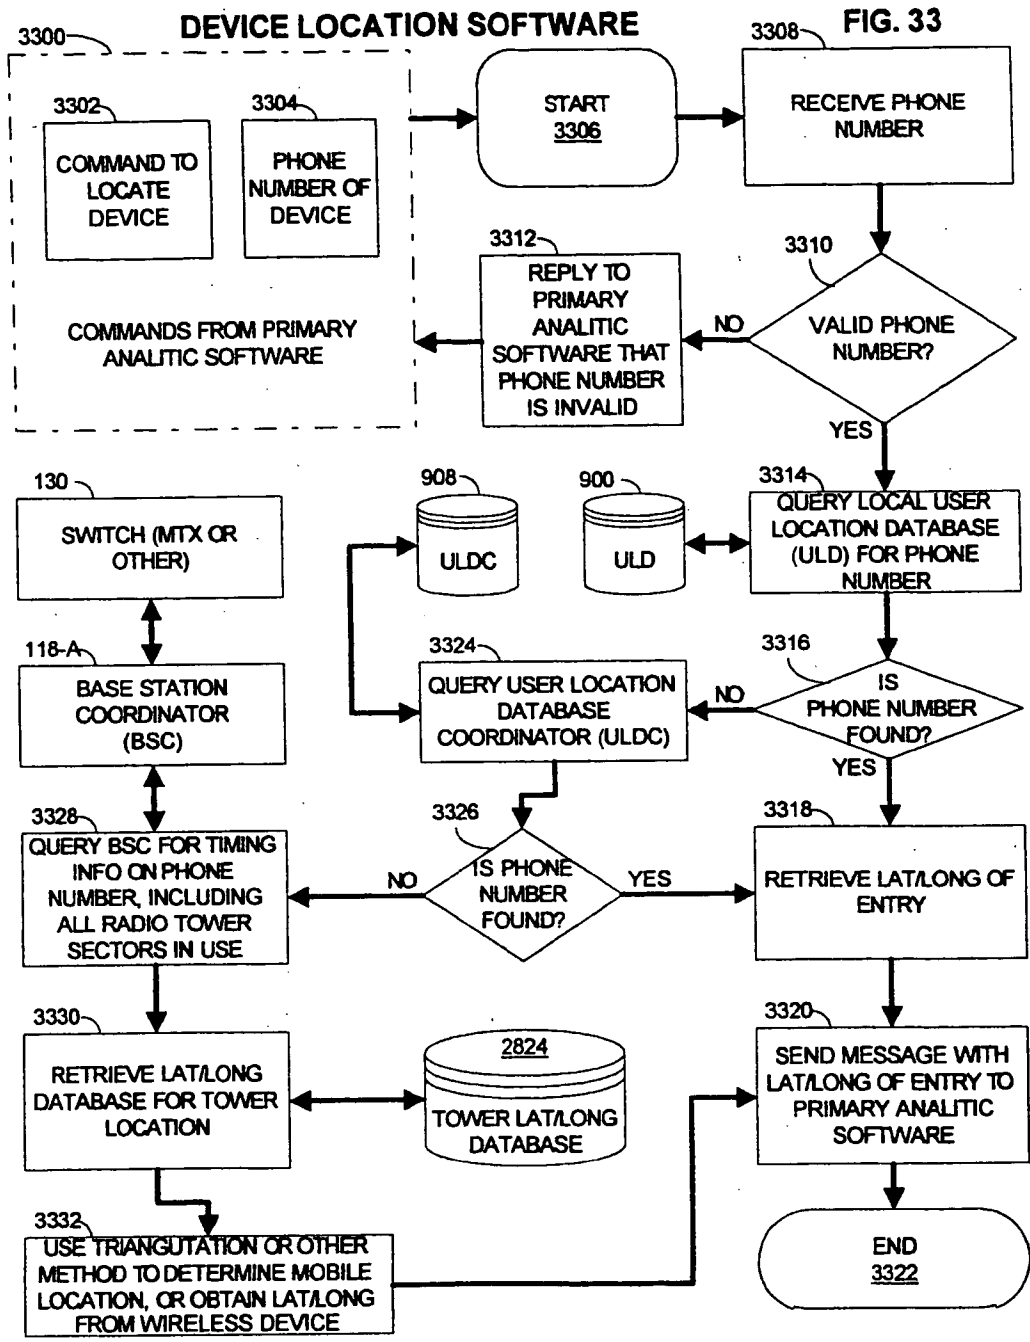 DEVICE LOCATION SOFTWARE
FIG. 33
3300
3302
COMMAND TO
LOCATE
DEVICE
3304
PHONE
NUMBER OF
DEVICE
COMMANDS FROM PRIMARY
ANALITIC SOFTWARE
START
3306
3308
RECEIVE PHONE
NUMBER
3310
VALID PHONE
NUMBER?
NO
YES
3312
REPLY TO
PRIMARY
ANALITIC
SOFTWARE THAT
PHONE NUMBER
IS INVALID
130
SWITCH (MTX OR
OTHER)
908
ULDC
900
ULD
3314
QUERY LOCAL USER
LOCATION DATABASE
(ULD) FOR PHONE
NUMBER
118-A
BASE STATION
COORDINATOR
(BSC)
3324
QUERY USER LOCATION
DATABASE
COORDINATOR (ULDC)
3316
IS
PHONE NUMBER
FOUND?
NO
YES
3328
QUERY BSC FOR TIMING
INFO ON PHONE
NUMBER, INCLUDING
ALL RADIO TOWER
SECTORS IN USE
3326
IS PHONE
NUMBER
FOUND?
NO
YES
3318
RETRIEVE LAT/LONG OF
ENTRY
3330
RETRIEVE LAT/LONG
DATABASE FOR TOWER
LOCATION
2824
TOWER LAT/LONG
DATABASE
3320
SEND MESSAGE WITH
LAT/LONG OF ENTRY TO
PRIMARY ANALITIC
SOFTWARE
3332
USE TRIANGUTATION OR OTHER
METHOD TO DETERMINE MOBILE
LOCATION, OR OBTAIN LAT/LONG
FROM WIRELESS DEVICE
END
3322